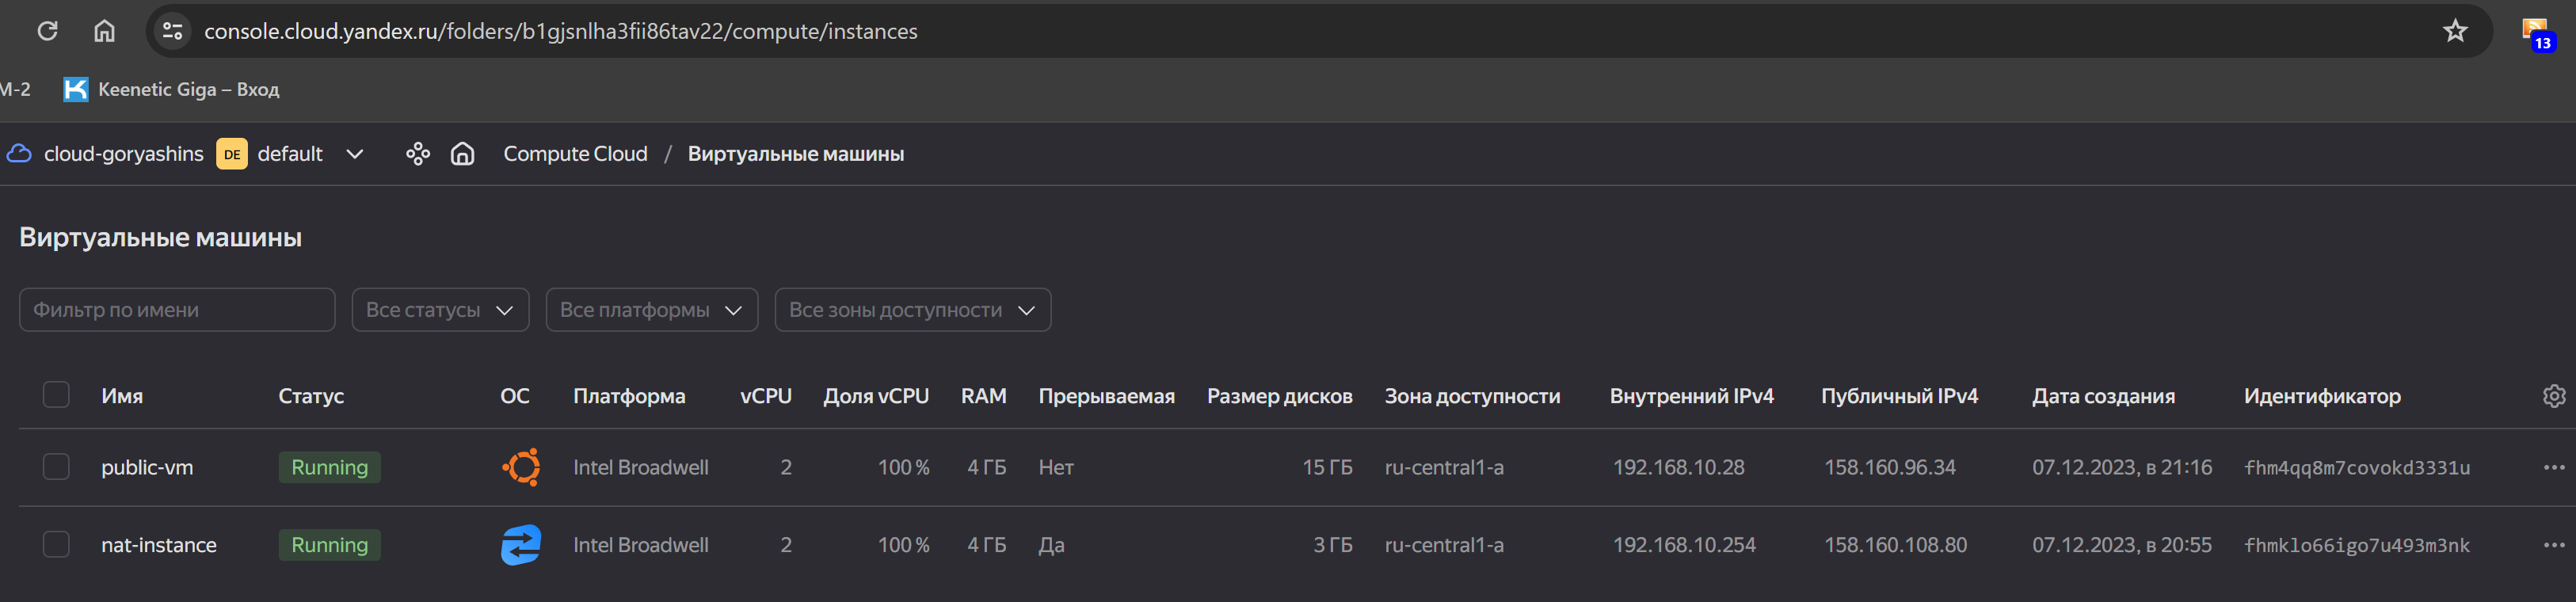 console.cloud.yandex.ru/folders/b1gjsnlha3fii86tav22/compute/instances
13
M-2 Keenetic Giga – Вход
cloud-goryashins DE default Compute Cloud / Виртуальные машины
Виртуальные машины
Фильтр по имени Все статусы Все платформы Все зоны доступности
Имя Статус ОС Платформа vCPU Доля vCPU RAM Прерываемая Размер дисков Зона доступности Внутренний IPv4 Публичный IPv4 Дата создания Идентификатор
public-vm Running Intel Broadwell 2 100 % 4 ГБ Нет 15 ГБ ru-central1-a 192.168.10.28 158.160.96.34 07.12.2023, в 21:16 fhm4qq8m7covokd3331u
nat-instance Running Intel Broadwell 2 100 % 4 ГБ Да 3 ГБ ru-central1-a 192.168.10.254 158.160.108.80 07.12.2023, в 20:55 fhmklo66igo7u493m3nk